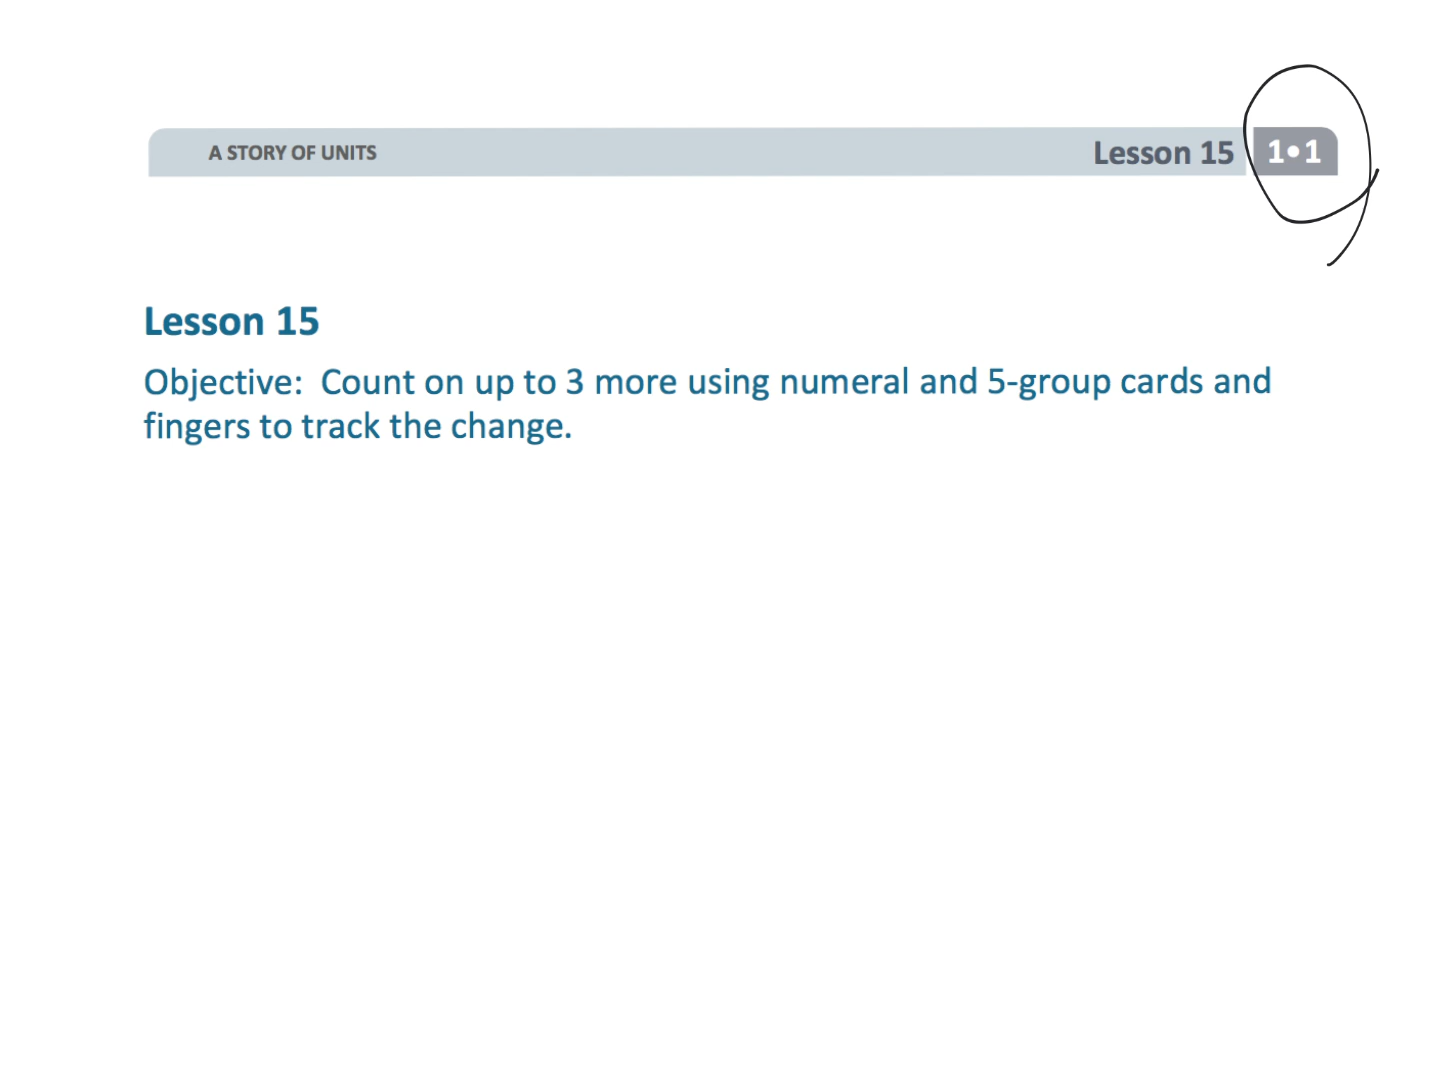 A STORY OF UNITS
Lesson 15
1•1
Lesson 15
Objective:  Count on up to 3 more using numeral and 5-group cards and
fingers to track the change.